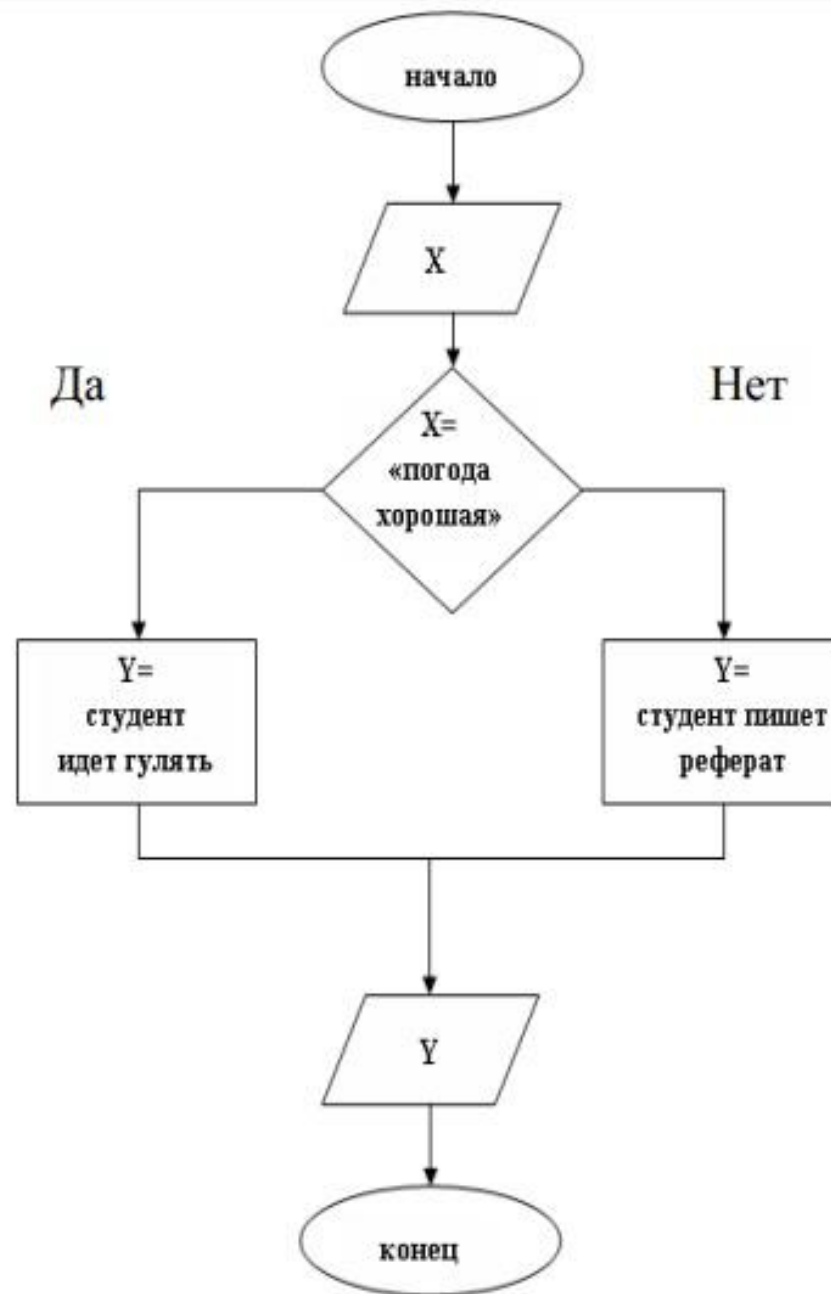 начало
X
Да
Нет
X=
«погода
хорошая»
Y=
студент
идет гулять
Y=
студент пишет
реферат
Y
конец